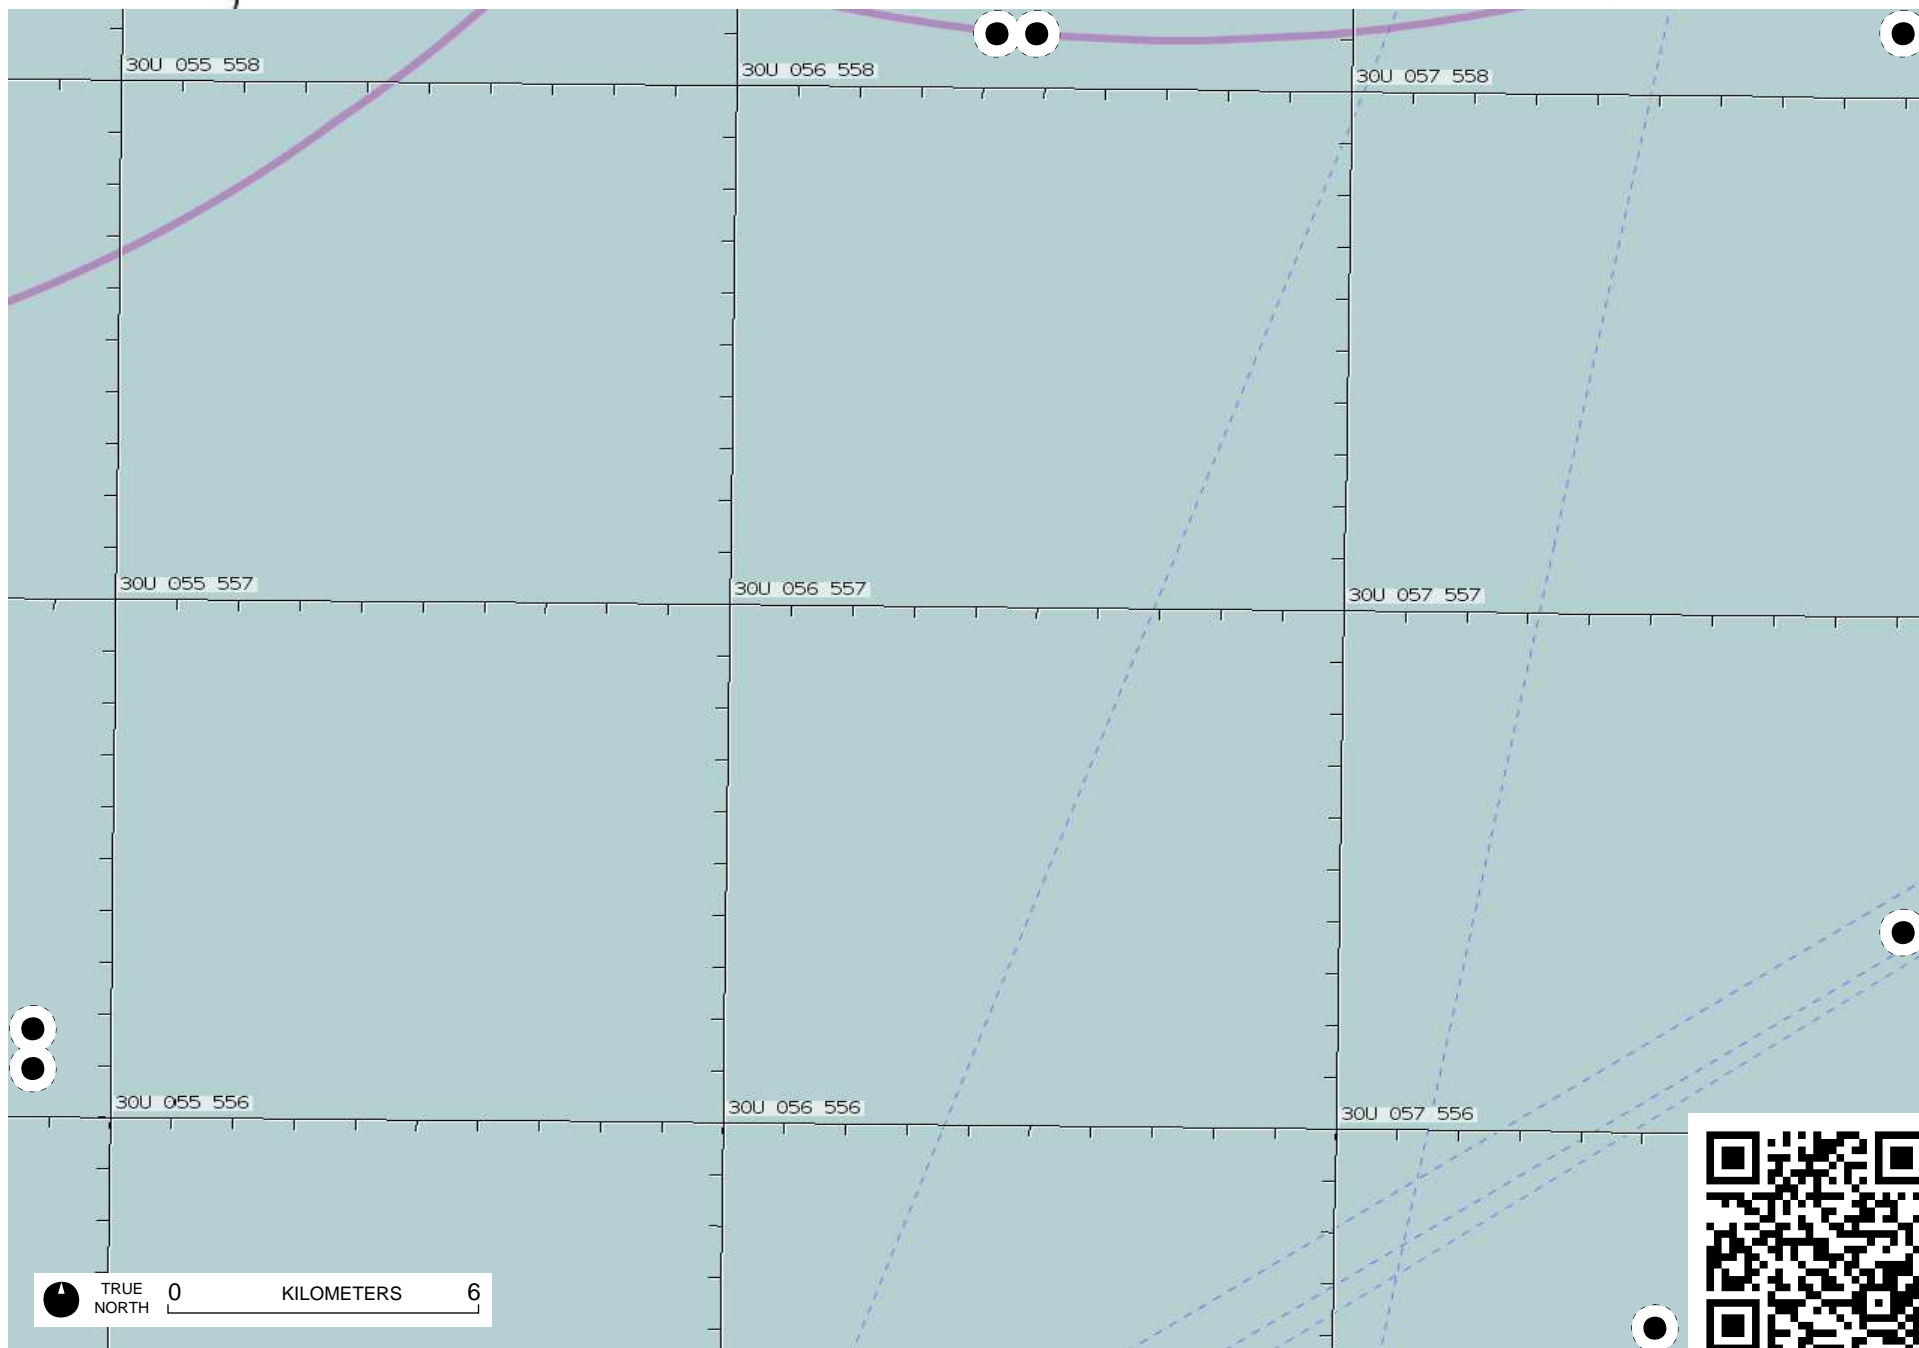 30U 055 558
30U 056 558
30U 057 558
30U 055 557
30U 056 557
30U 057 557
30U 055 556
30U 056 556
30U 057 556
TRUE NORTH
0 KILOMETERS 6